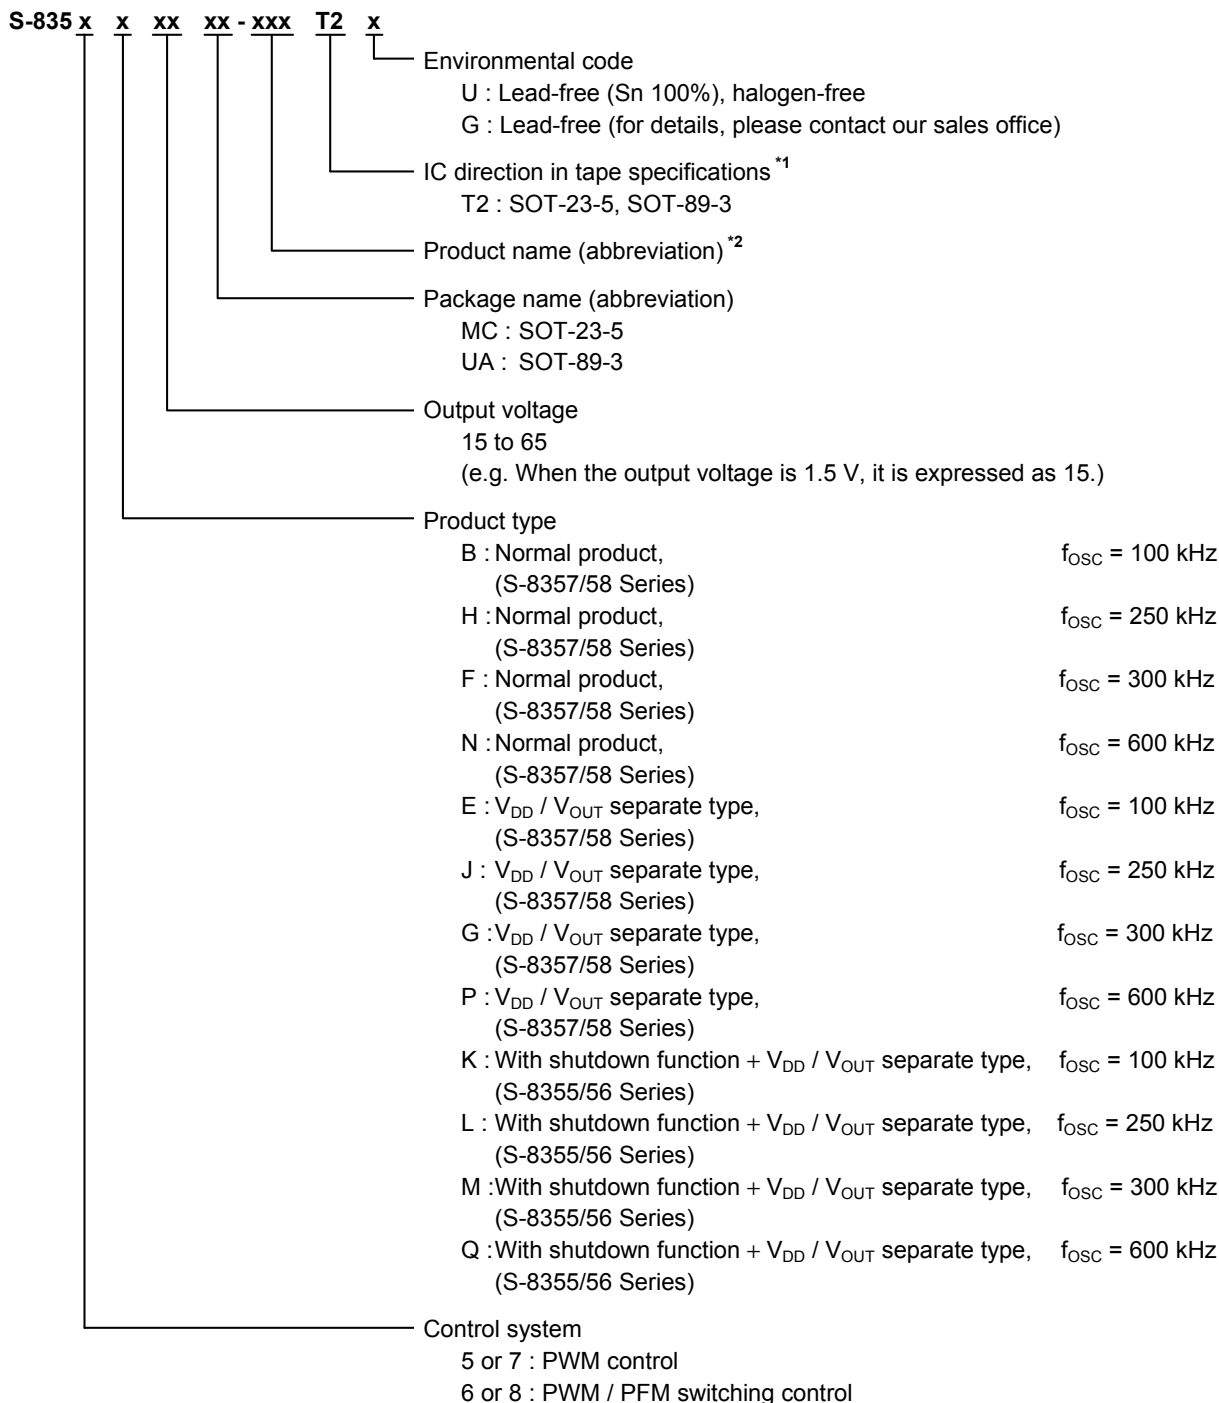 S-835 x x xx xx - xxx T2 x
Environmental code
U : Lead-free (Sn 100%), halogen-free
G : Lead-free (for details, please contact our sales office)
IC direction in tape specifications *1
T2 : SOT-23-5, SOT-89-3
Product name (abbreviation) *2
Package name (abbreviation)
MC : SOT-23-5
UA : SOT-89-3
Output voltage
15 to 65
(e.g. When the output voltage is 1.5 V, it is expressed as 15.)
Product type
B : Normal product, fOSC = 100 kHz
(S-8357/58 Series)
H : Normal product, fOSC = 250 kHz
(S-8357/58 Series)
F : Normal product, fOSC = 300 kHz
(S-8357/58 Series)
N : Normal product, fOSC = 600 kHz
(S-8357/58 Series)
E : VDD / VOUT separate type, fOSC = 100 kHz
(S-8357/58 Series)
J : VDD / VOUT separate type, fOSC = 250 kHz
(S-8357/58 Series)
G : VDD / VOUT separate type, fOSC = 300 kHz
(S-8357/58 Series)
P : VDD / VOUT separate type, fOSC = 600 kHz
(S-8357/58 Series)
K : With shutdown function + VDD / VOUT separate type, fOSC = 100 kHz
(S-8355/56 Series)
L : With shutdown function + VDD / VOUT separate type, fOSC = 250 kHz
(S-8355/56 Series)
M : With shutdown function + VDD / VOUT separate type, fOSC = 300 kHz
(S-8355/56 Series)
Q : With shutdown function + VDD / VOUT separate type, fOSC = 600 kHz
(S-8355/56 Series)
Control system
5 or 7 : PWM control
6 or 8 : PWM / PFM switching control